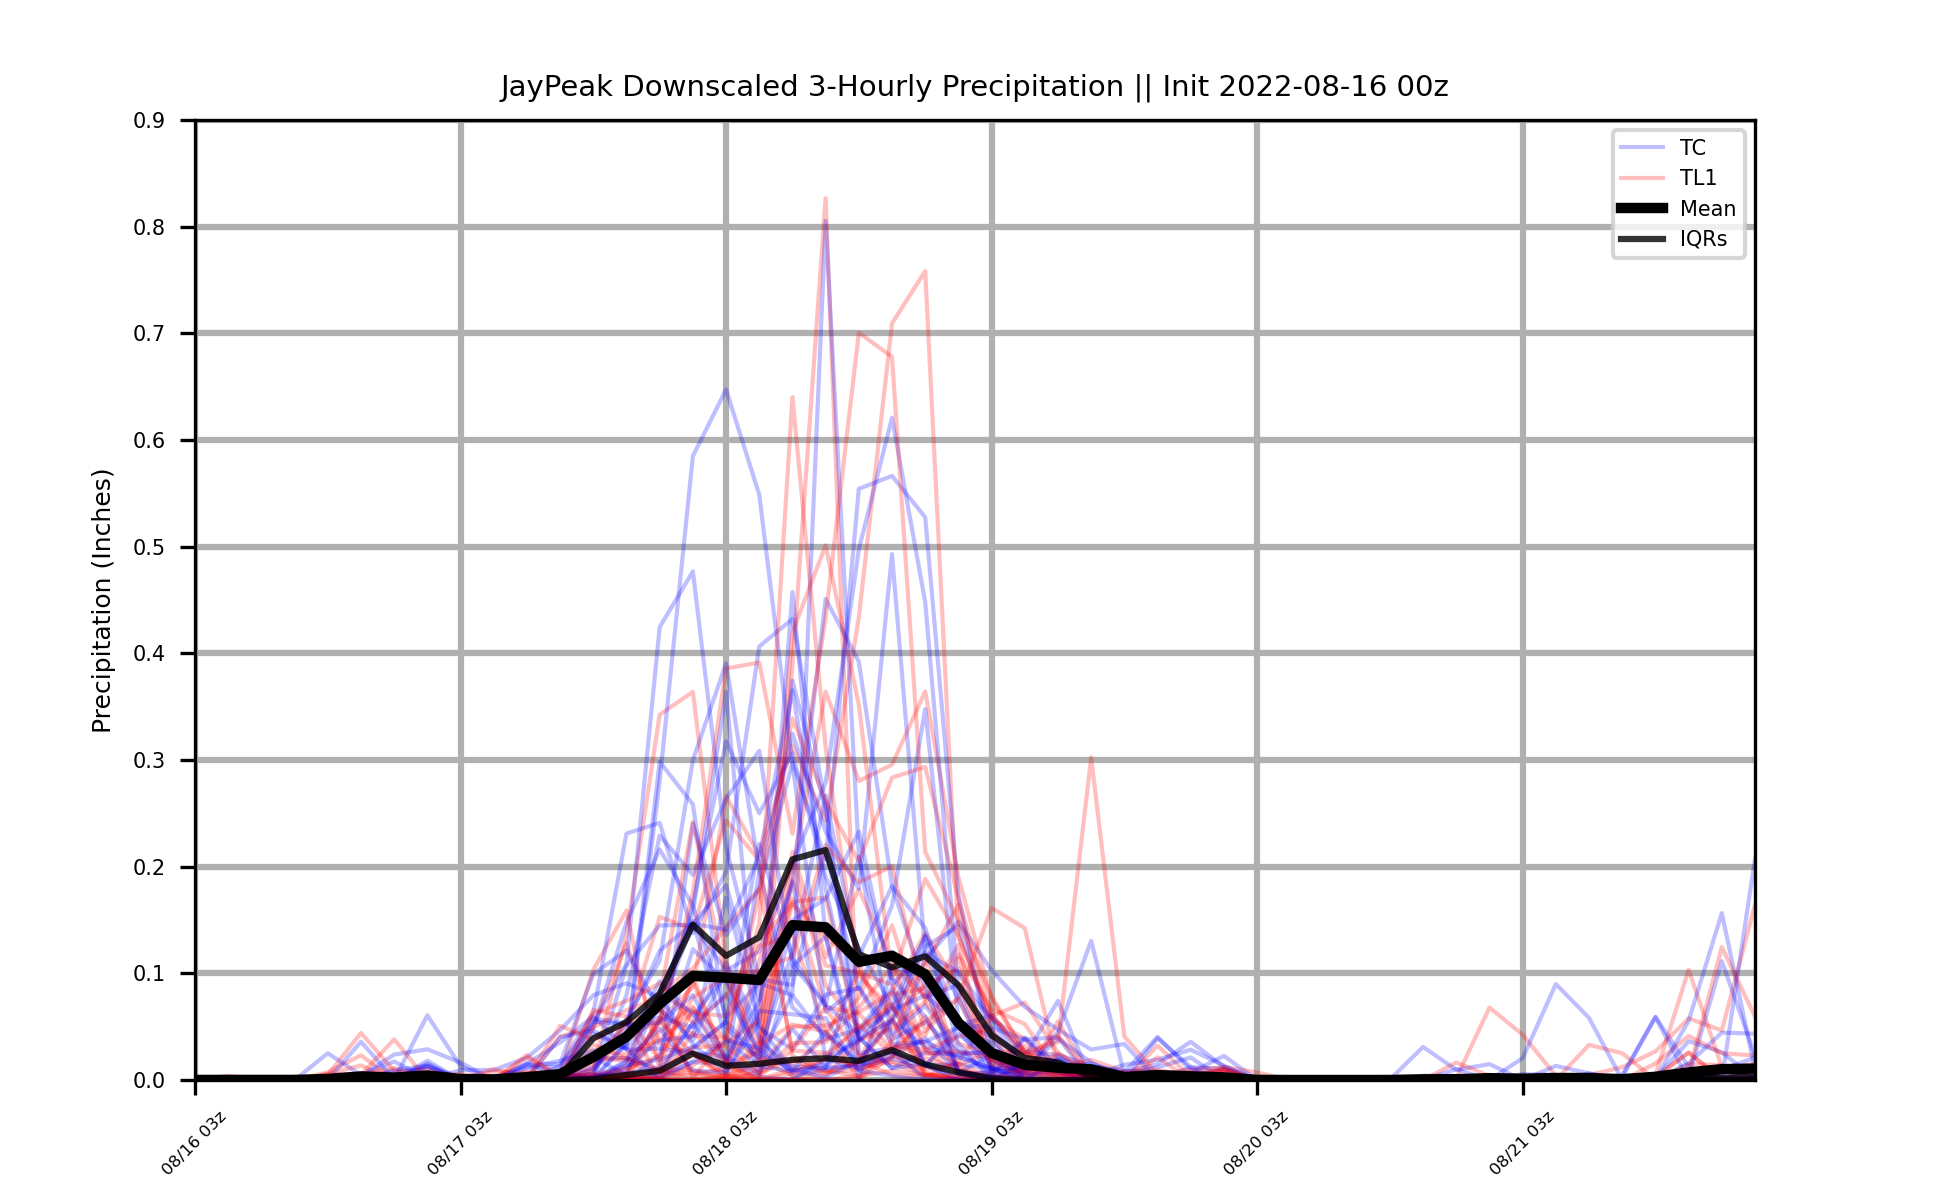 JayPeak Downscaled 3-Hourly Precipitation || Init 2022-08-16 00z
Precipitation (Inches)
0.9
0.8
0.7
0.6
0.5
0.4
0.3
0.2
0.1
0.0
TC
TL1
Mean
IQRs
08/16 03z
08/17 03z
08/18 03z
08/19 03z
08/20 03z
08/21 03z